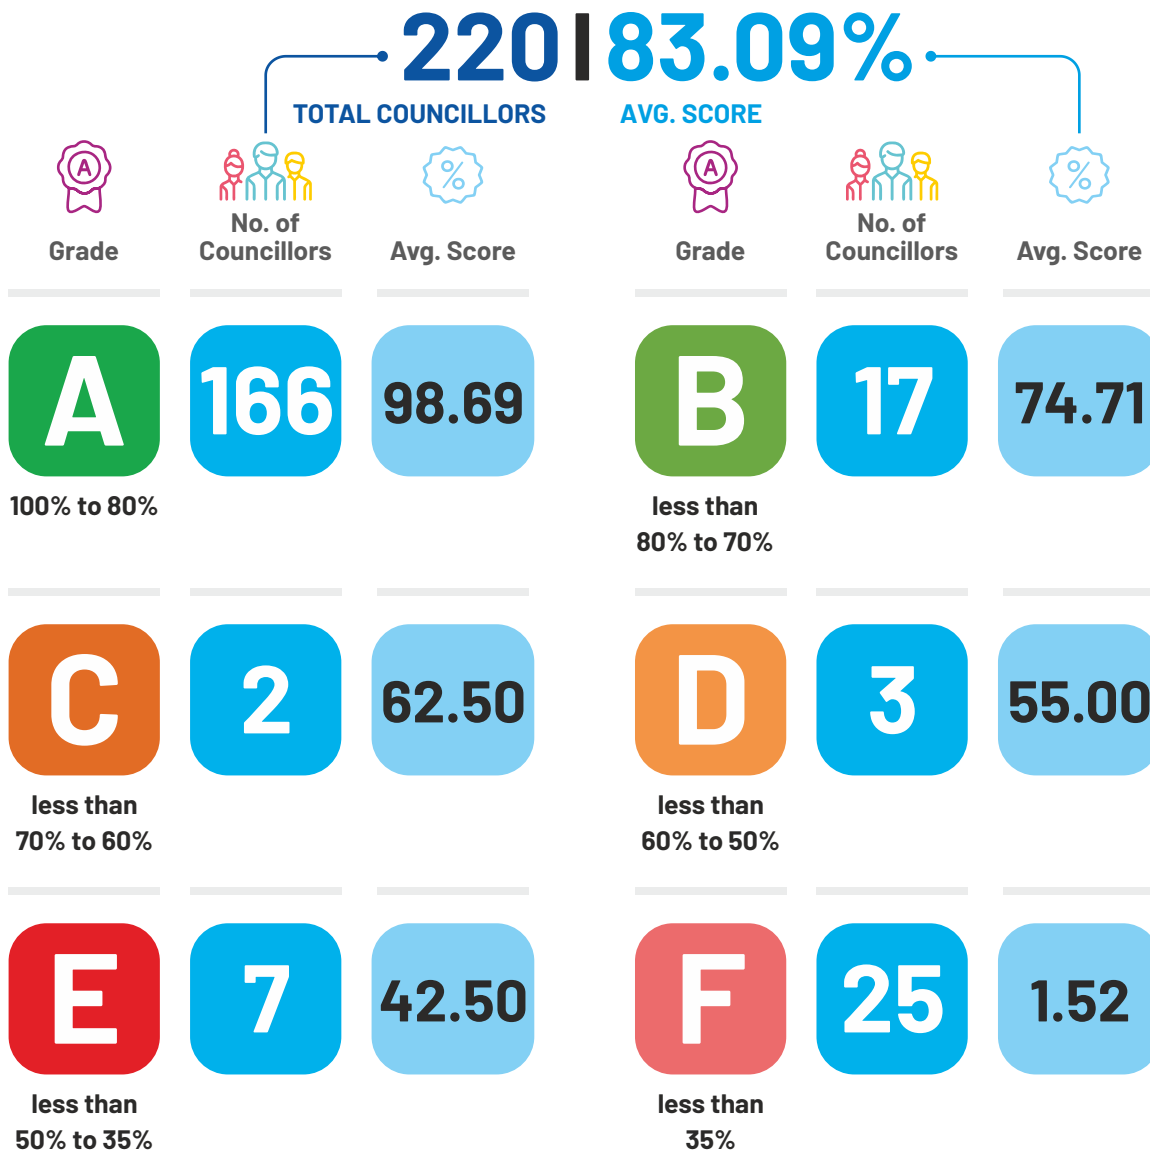 220 | 83.09%
TOTAL COUNCILLORS AVG. SCORE
A A
% %
No. of No. of
Grade Councillors Avg. Score Grade Councillors Avg. Score
A 166 98.69 B 17 74.71
100% to 80% less than
80% to 70%
C 2 62.50 D 3 55.00
less than less than
70% to 60% 60% to 50%
E 7 42.50 F 25 1.52
less than less than
50% to 35% 35%